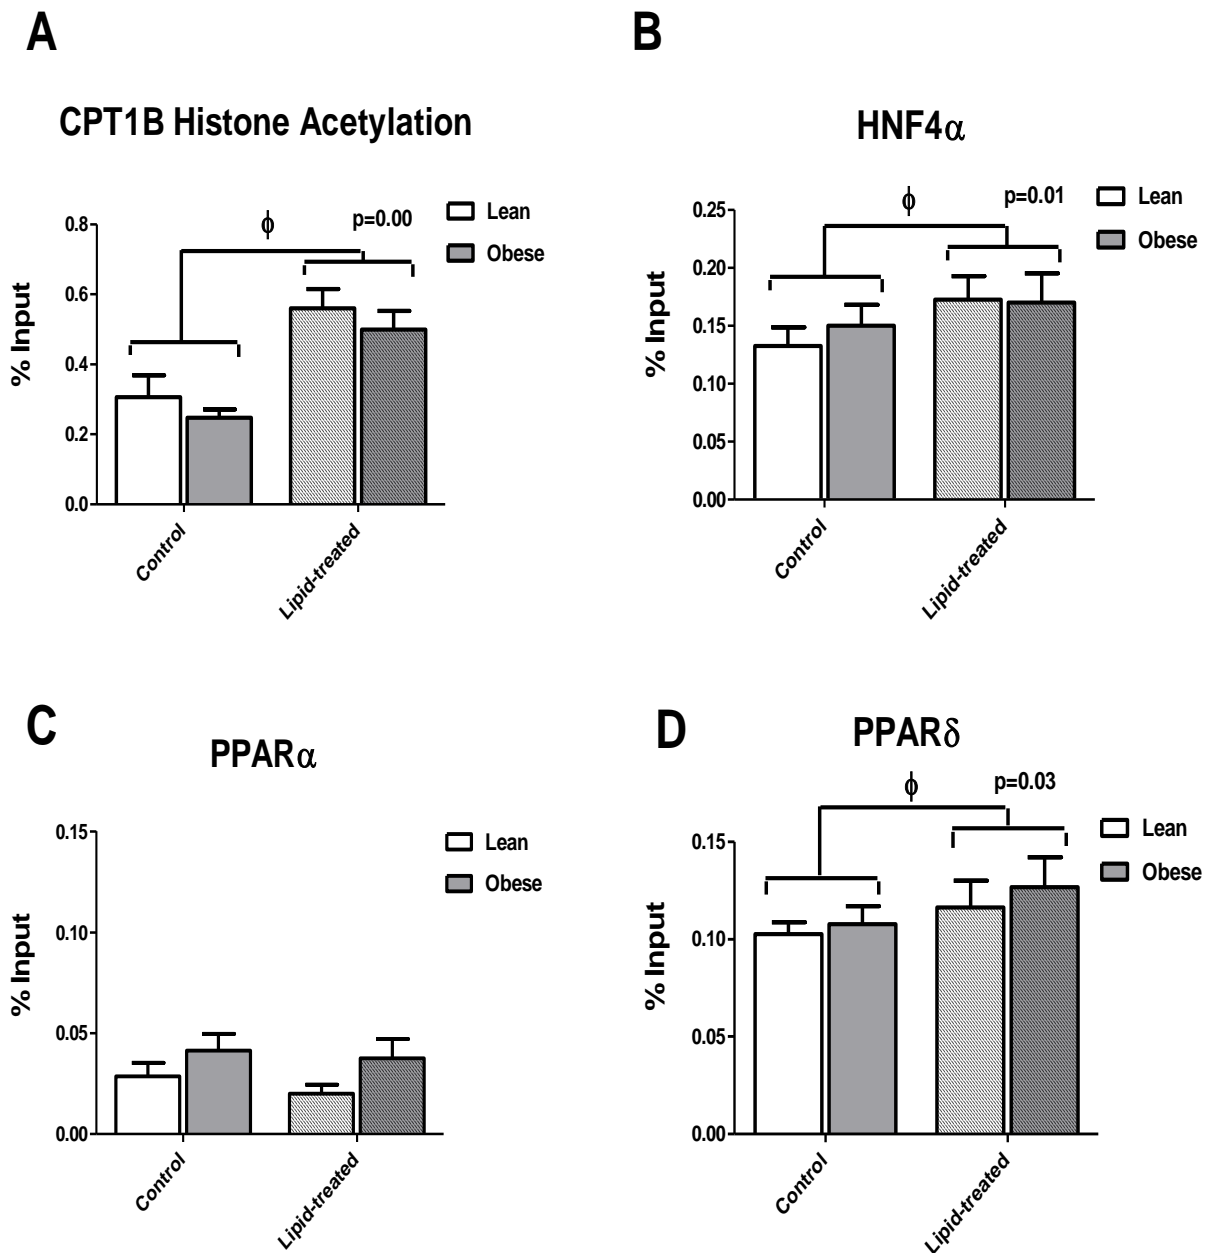 A
CPT1B Histone Acetylation
ϕ
p=0.00
Lean
Obese
% Input
0.8
0.6
0.4
0.2
0.0
Control
Lipid-treated
B
HNF4α
ϕ
p=0.01
Lean
Obese
% Input
0.25
0.20
0.15
0.10
0.05
0.00
Control
Lipid-treated
C
PPARα
Lean
Obese
% Input
0.15
0.10
0.05
0.00
Control
Lipid-treated
D
PPARδ
ϕ
p=0.03
Lean
Obese
% Input
0.15
0.10
0.05
0.00
Control
Lipid-treated